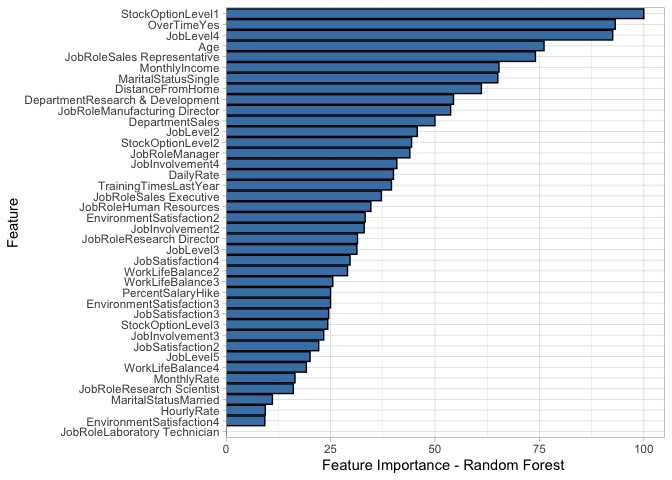 StockOptionLevel1
OverTimeYes
JobLevel4
Age
JobRoleSales Representative
MonthlyIncome
MaritalStatusSingle
DistanceFromHome
DepartmentResearch & Development
JobRoleManufacturing Director
DepartmentSales
JobLevel2
StockOptionLevel2
JobRoleManager
JobInvolvement4
DailyRate
TrainingTimesLastYear
JobRoleSales Executive
JobRoleHuman Resources
EnvironmentSatisfaction2
JobInvolvement2
JobRoleResearch Director
JobLevel3
JobSatisfaction4
WorkLifeBalance2
WorkLifeBalance3
PercentSalaryHike
EnvironmentSatisfaction3
JobSatisfaction3
StockOptionLevel3
JobInvolvement3
JobSatisfaction2
JobLevel5
WorkLifeBalance4
MonthlyRate
JobRoleResearch Scientist
MaritalStatusMarried
HourlyRate
EnvironmentSatisfaction4
JobRoleLaboratory Technician
Feature
0 25 50 75 100
Feature Importance - Random Forest